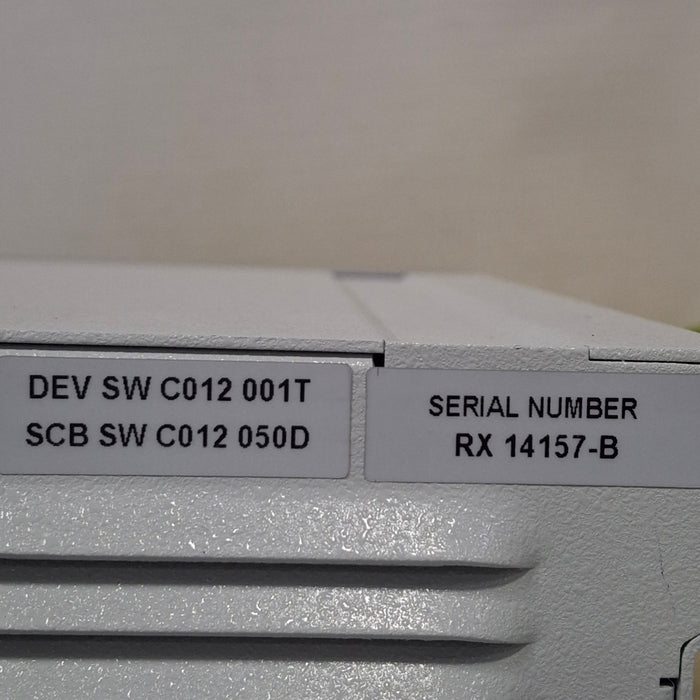 DEV SW C012 001T
SCB SW C012 050D
SERIAL NUMBER
RX 14157-B